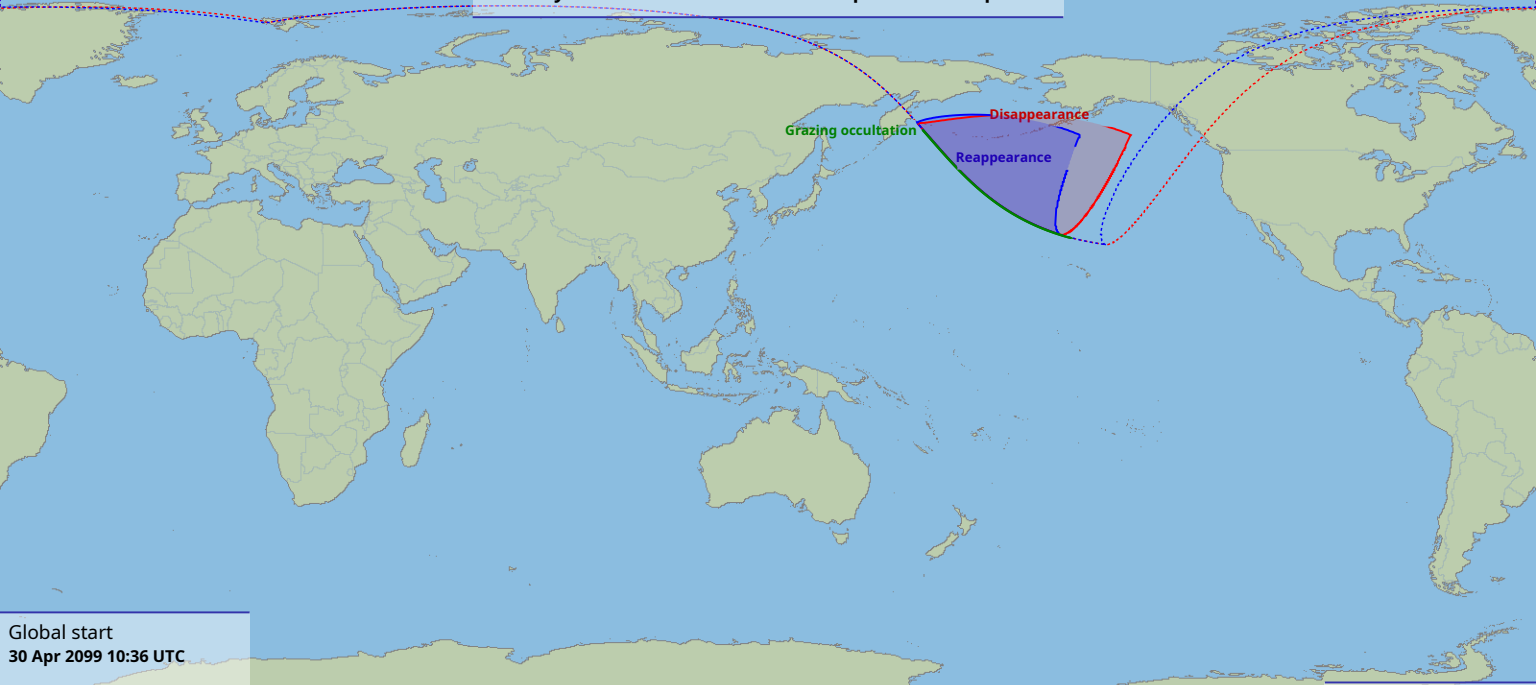 Disappearance
Grazing occultation
Reappearance
Global start
30 Apr 2099 10:36 UTC